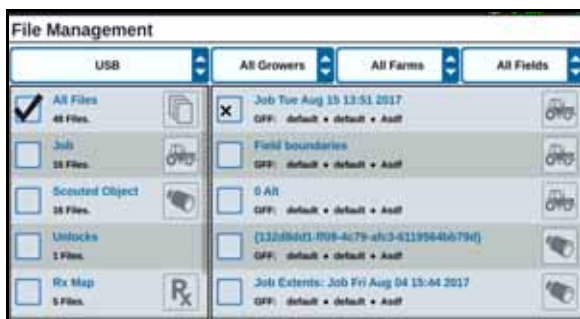 File Management
USB All Growers All Farms All Fields
All Files
48 Files.
Job Tue Aug 15 13:51 2017
GFF: default • default • Asdf
Job
Field boundaries
GFF: default • default • Asdf
Scouted Object
16 Files.
0 Alt
GFF: default • default • Asdf
Unlocks
1 Files.
GFF: default • default • Asdf
Rx Map
5 Files.
Rx
Job Extents: Job Fri Aug 04 15:44 2017
GFF: default • default • Asdf